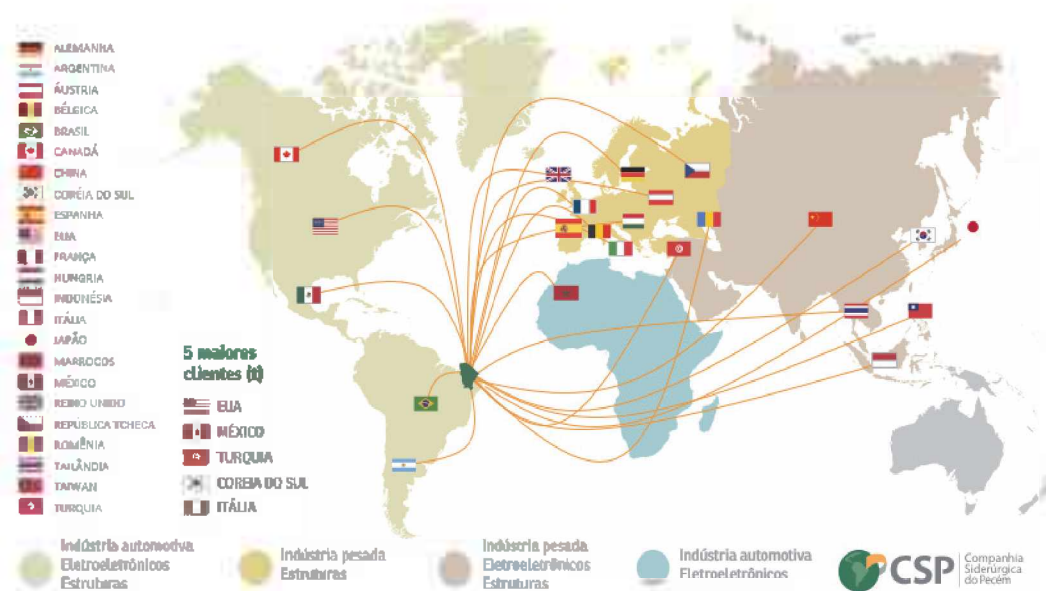 ALEMANHA
ARGENTINA
ÁUSTRIA
BÉLGICA
BRASIL
CANADÁ
CHINA
CORÉIA DO SUL
ESPANHA
EUA
FRANÇA
HUNGRIA
INDONÉSIA
ITÁLIA
JAPÃO
MARROCOS
MÉXICO
REINO UNIDO
REPÚBLICA TCHECA
ROMÊNIA
TAILÂNDIA
TAIWAN
TURQUIA
5 maiores
clientes (t)
EUA
MÉXICO
TURQUIA
COREIA DO SUL
ITÁLIA
Indústria automotiva
Eletroeletrônicos
Estruturas
Indústria pesada
Estruturas
Indústria pesada
Eletroeletrônicos
Estruturas
Indústria automotiva
Eletroeletrônicos
CSP
Companhia
Siderúrgica
do Pecém